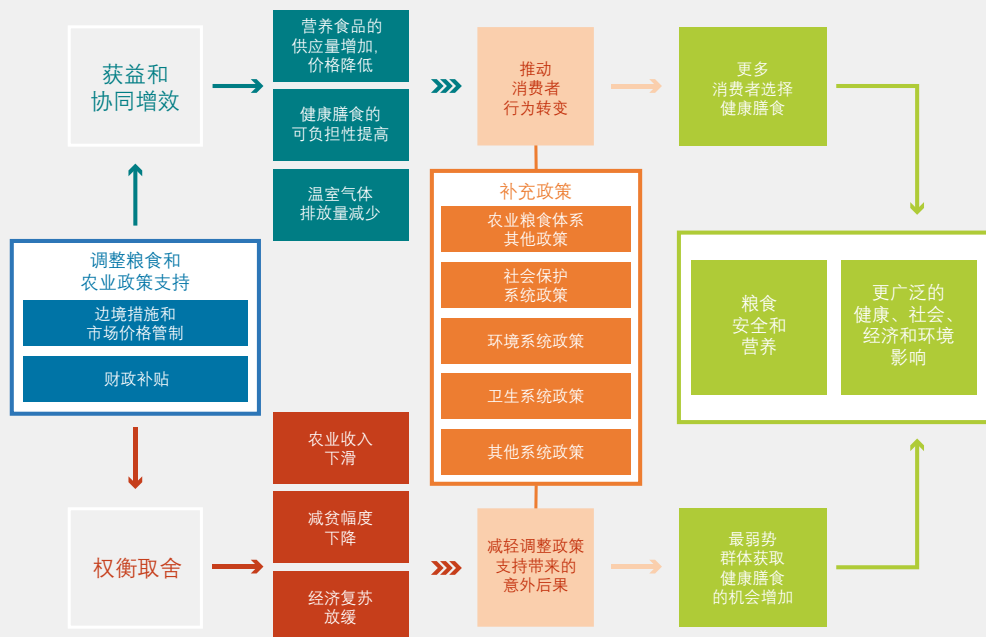 获益和
协同增效
营养食品的
供应量增加,
价格降低
健康膳食的
可负担性提高
温室气体
排放量减少
推动
消费者
行为转变
更多
消费者选择
健康膳食
调整粮食和
农业政策支持
边境措施和
市场价格管制
财政补贴
补充政策
农业粮食体系
其他政策
社会保护
系统政策
环境系统政策
卫生系统政策
其他系统政策
粮食
安全和
营养
更广泛的
健康、社会、
经济和环境
影响
权衡取舍
农业收入
下滑
减贫幅度
下降
经济复苏
放缓
减轻调整政策
支持带来的
意外后果
最弱势
群体获取
健康膳食
的机会增加